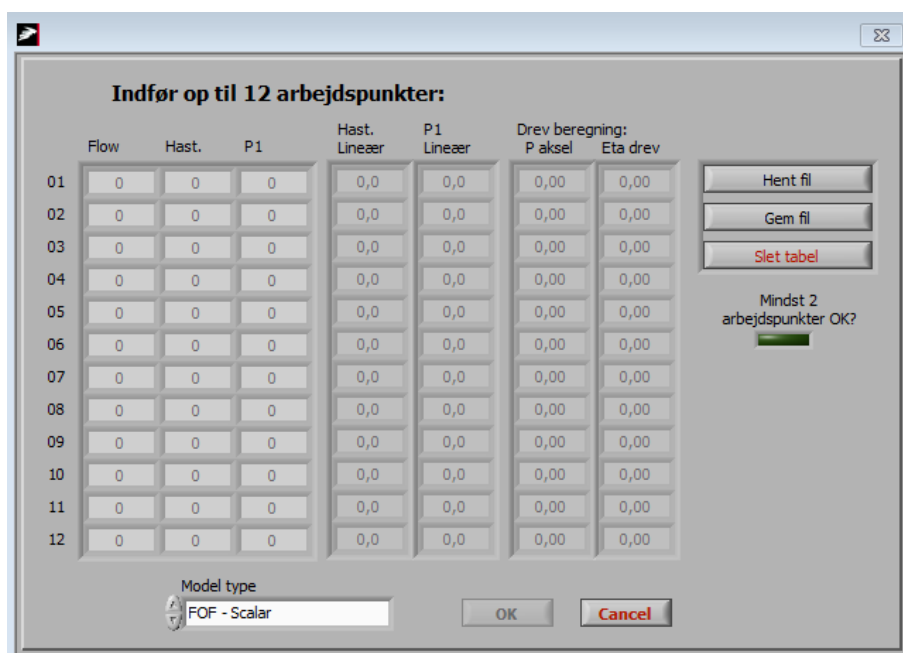 Indfør op til 12 arbejdspunkter:
Hast. P1 Drev beregning:
Flow Hast. P1 Lineær Lineær P aksel Eta drev
01 0 0 0 0,0 0,0 0,00 0,00 Hent fil
02 0 0 0 0,0 0,0 0,00 0,00 Gem fil
03 0 0 0 0,0 0,0 0,00 0,00 Slet tabel
04 0 0 0 0,0 0,0 0,00 0,00
05 0 0 0 0,0 0,0 0,00 0,00 Mindst 2
arbejdspunkter OK?
06 0 0 0 0,0 0,0 0,00 0,00
07 0 0 0 0,0 0,0 0,00 0,00
08 0 0 0 0,0 0,0 0,00 0,00
09 0 0 0 0,0 0,0 0,00 0,00
10 0 0 0 0,0 0,0 0,00 0,00
11 0 0 0 0,0 0,0 0,00 0,00
12 0 0 0 0,0 0,0 0,00 0,00
Model type
FOF - Scalar OK Cancel